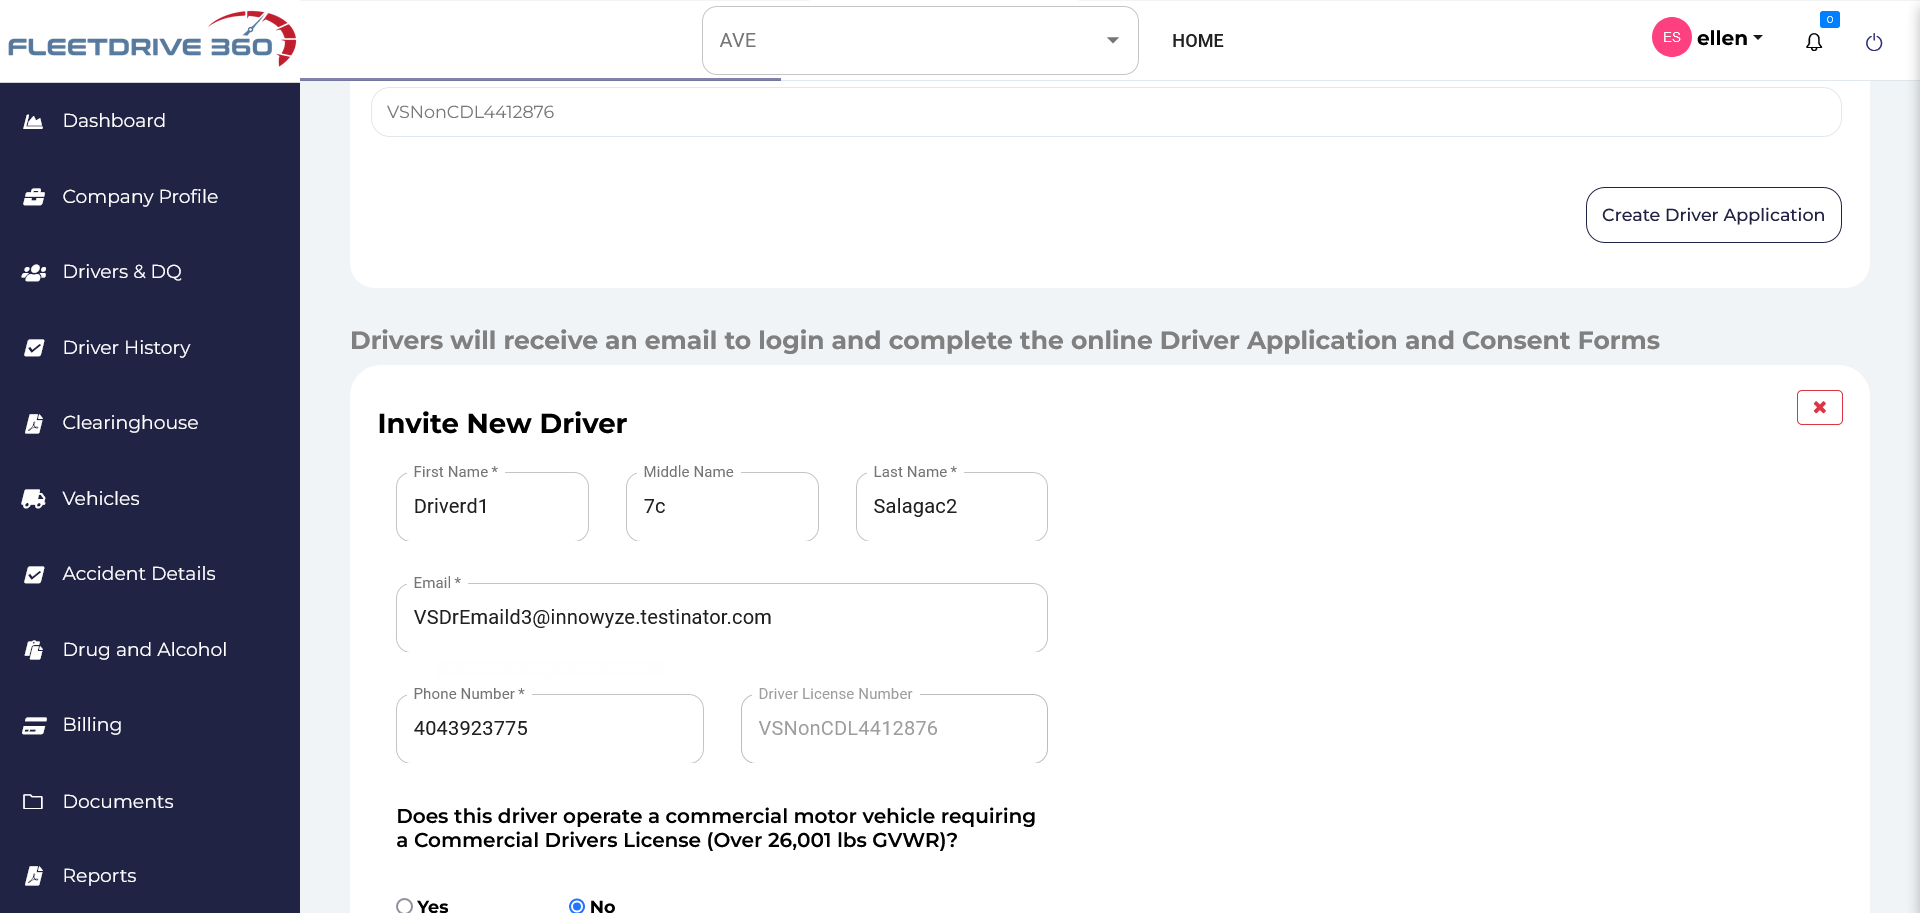 FLEETDRIVE 360
AVE
HOME
ES
ellen
0
Dashboard
Company Profile
Drivers & DQ
Driver History
Clearinghouse
Vehicles
Accident Details
Drug and Alcohol
Billing
Documents
Reports
VSNonCDL4412876
Create Driver Application
Drivers will receive an email to login and complete the online Driver Application and Consent Forms
Invite New Driver
First Name *
Driverd1
Middle Name
7c
Last Name *
Salagac2
Email *
VSDrEmaild3@innowyze.testinator.com
Phone Number *
4043923775
Driver License Number
VSNonCDL4412876
Does this driver operate a commercial motor vehicle requiring
a Commercial Drivers License (Over 26,001 lbs GVWR)?
Yes
No